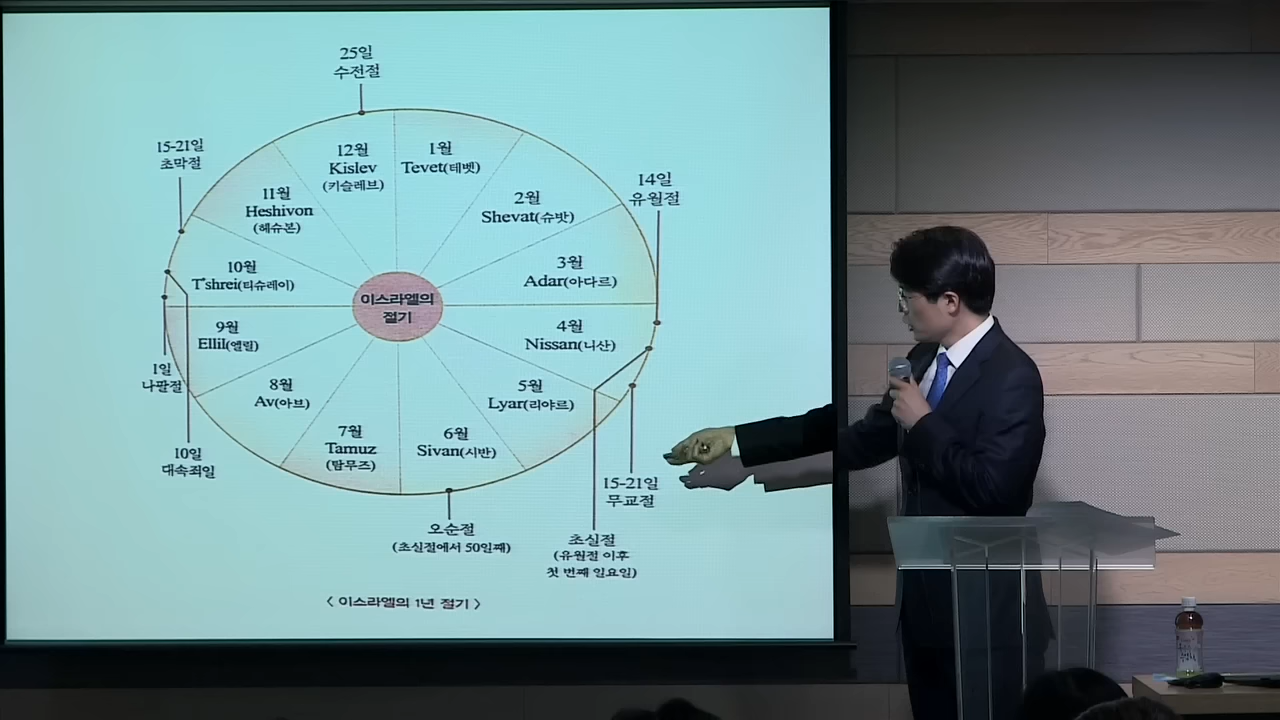 25일
수전절
15-21일
초막절
12월
Kislev
(키슬레브)
1월
Tevet(테벳)
14일
유월절
11월
Heshivon
(헤슈본)
2월
Shevat(슈밧)
10월
T'shrei(티슈레이)
3월
Adar(아다르)
이스라엘의
절기
9월
Ellil(엘릴)
4월
Nissan(니산)
1일
나팔절
8월
Av(아브)
5월
Lyar(리야르)
7월
Tamuz
(탐무즈)
6월
Sivan(시반)
10일
대속죄일
15-21일
무교절
오순절
(초실절에서 50일째)
초실절
(유월절 이후
첫 번째 일요일)
< 이스라엘의 1년 절기 >